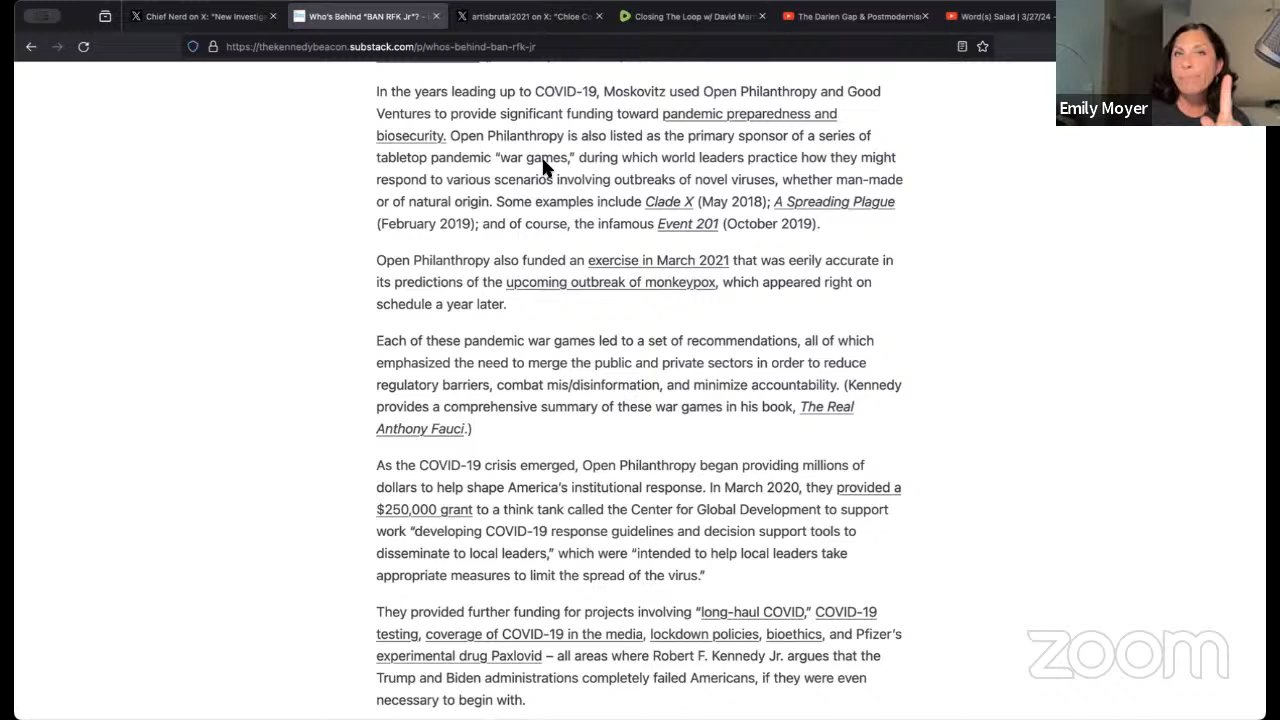 Chief Nerd on X: "New Investig
Who's Behind "BAN RFK Jr"? –
artisbrutal2021 on X: "Chloe C
Closing The Loop w/ David Mar
The Darien Gap & Postmodernis
Word(s) Salad | 3/27/24 –
https://thekennedybeacon.substack.com/p/whos-behind-ban-rfk-jr
Emily Moyer
In the years leading up to COVID-19, Moskovitz used Open Philanthropy and Good
Ventures to provide significant funding toward pandemic preparedness and
biosecurity. Open Philanthropy is also listed as the primary sponsor of a series of
tabletop pandemic “war games,” during which world leaders practice how they might
respond to various scenarios involving outbreaks of novel viruses, whether man-made
or of natural origin. Some examples include Clade X (May 2018); A Spreading Plague
(February 2019); and of course, the infamous Event 201 (October 2019).
Open Philanthropy also funded an exercise in March 2021 that was eerily accurate in
its predictions of the upcoming outbreak of monkeypox, which appeared right on
schedule a year later.
Each of these pandemic war games led to a set of recommendations, all of which
emphasized the need to merge the public and private sectors in order to reduce
regulatory barriers, combat mis/disinformation, and minimize accountability. (Kennedy
provides a comprehensive summary of these war games in his book, The Real
Anthony Fauci.)
As the COVID-19 crisis emerged, Open Philanthropy began providing millions of
dollars to help shape America’s institutional response. In March 2020, they provided a
$250,000 grant to a think tank called the Center for Global Development to support
work “developing COVID-19 response guidelines and decision support tools to
disseminate to local leaders,” which were “intended to help local leaders take
appropriate measures to limit the spread of the virus.”
They provided further funding for projects involving “long-haul COVID,” COVID-19
testing, coverage of COVID-19 in the media, lockdown policies, bioethics, and Pfizer’s
experimental drug Paxlovid – all areas where Robert F. Kennedy Jr. argues that the
Trump and Biden administrations completely failed Americans, if they were even
necessary to begin with.
zoom